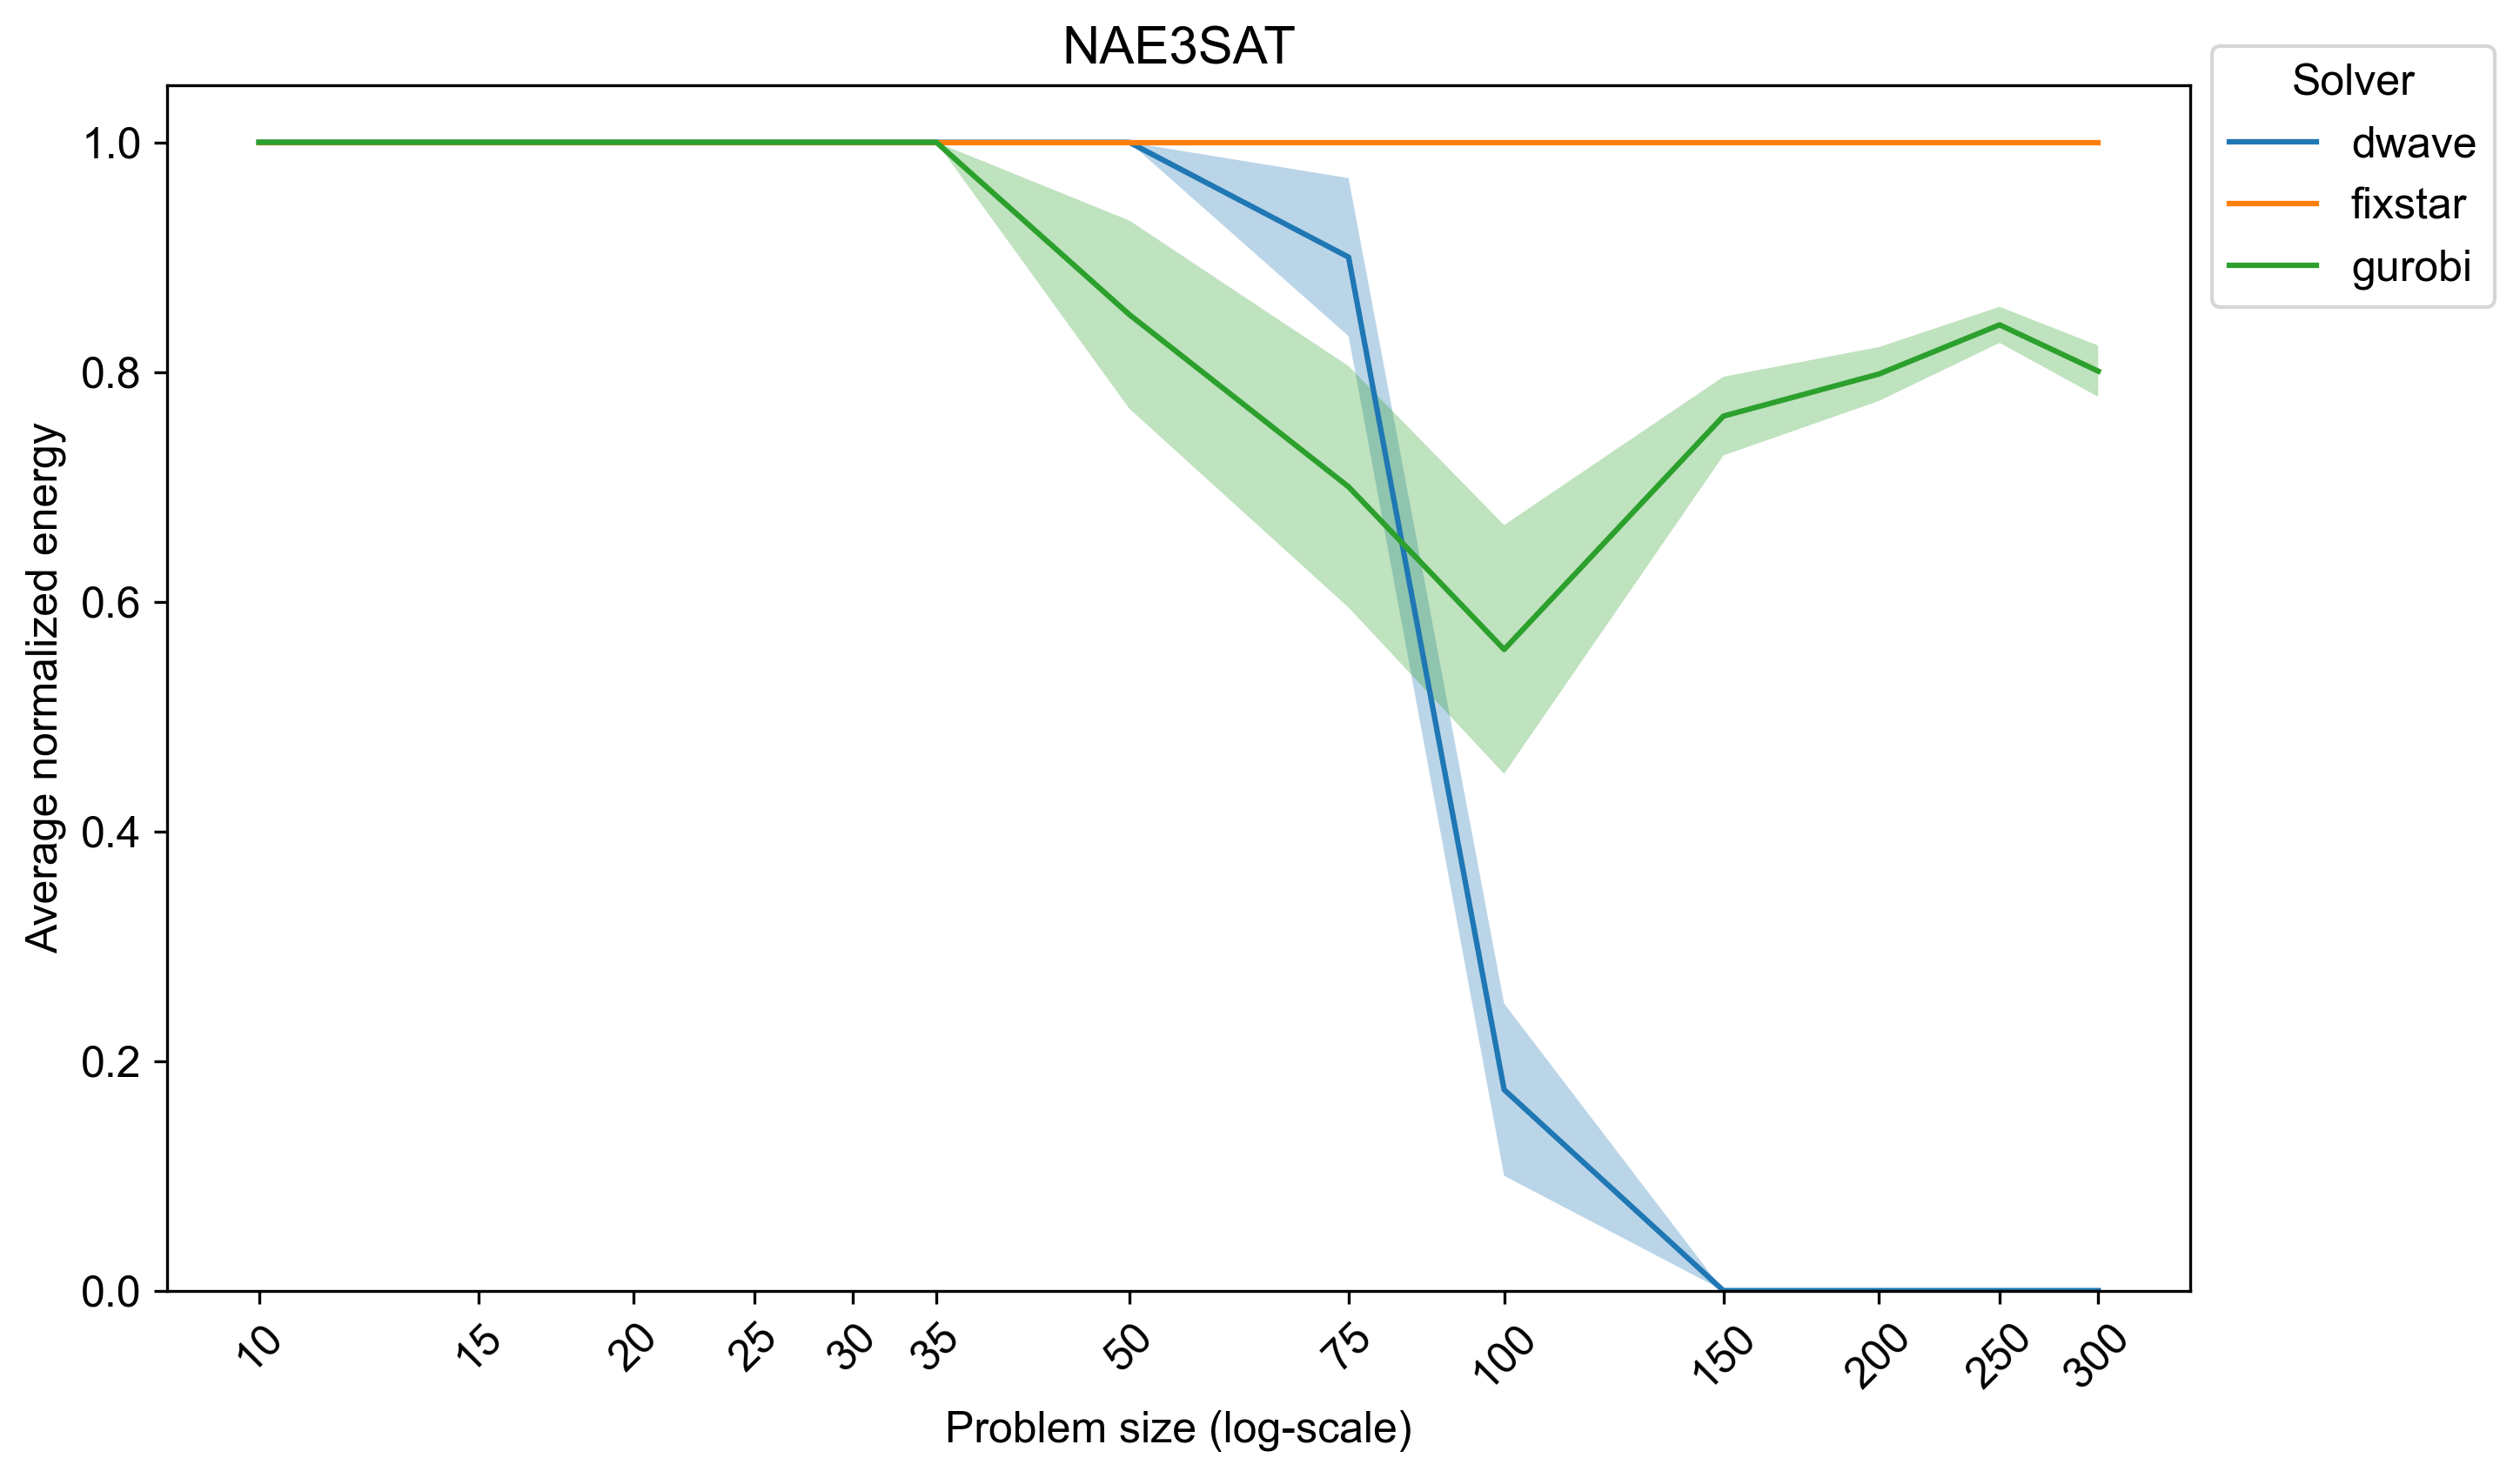 NAE3SAT
Solver
dwave
fixstar
gurobi
Average normalized energy
1.0
0.8
0.6
0.4
0.2
0.0
10
15
20
25
30
35
50
75
100
150
200
250
300
Problem size (log-scale)